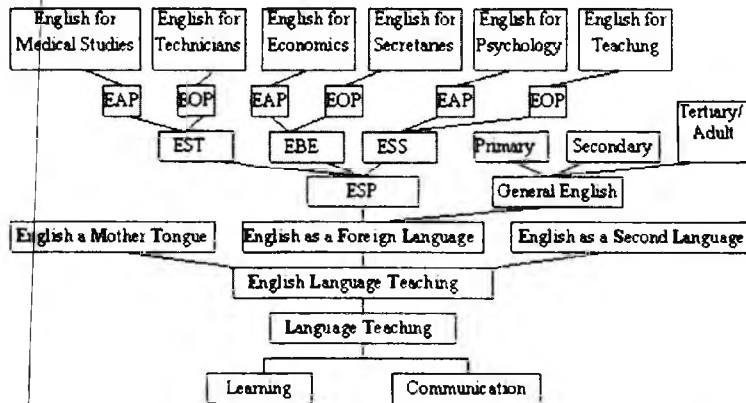 English for
Medical Studies
English for
Technicians
English for
Economics
English for
Secretaries
English for
Psychology
English for
Teaching
EAP
EOP
EAP
EOP
EAP
EOP
Tertiary/
Adult
EST
EBE
ESS
Primary
Secondary
ESP
General English
English a Mother Tongue
English as a Foreign Language
English as a Second Language
English Language Teaching
Language Teaching
Learning
Communication